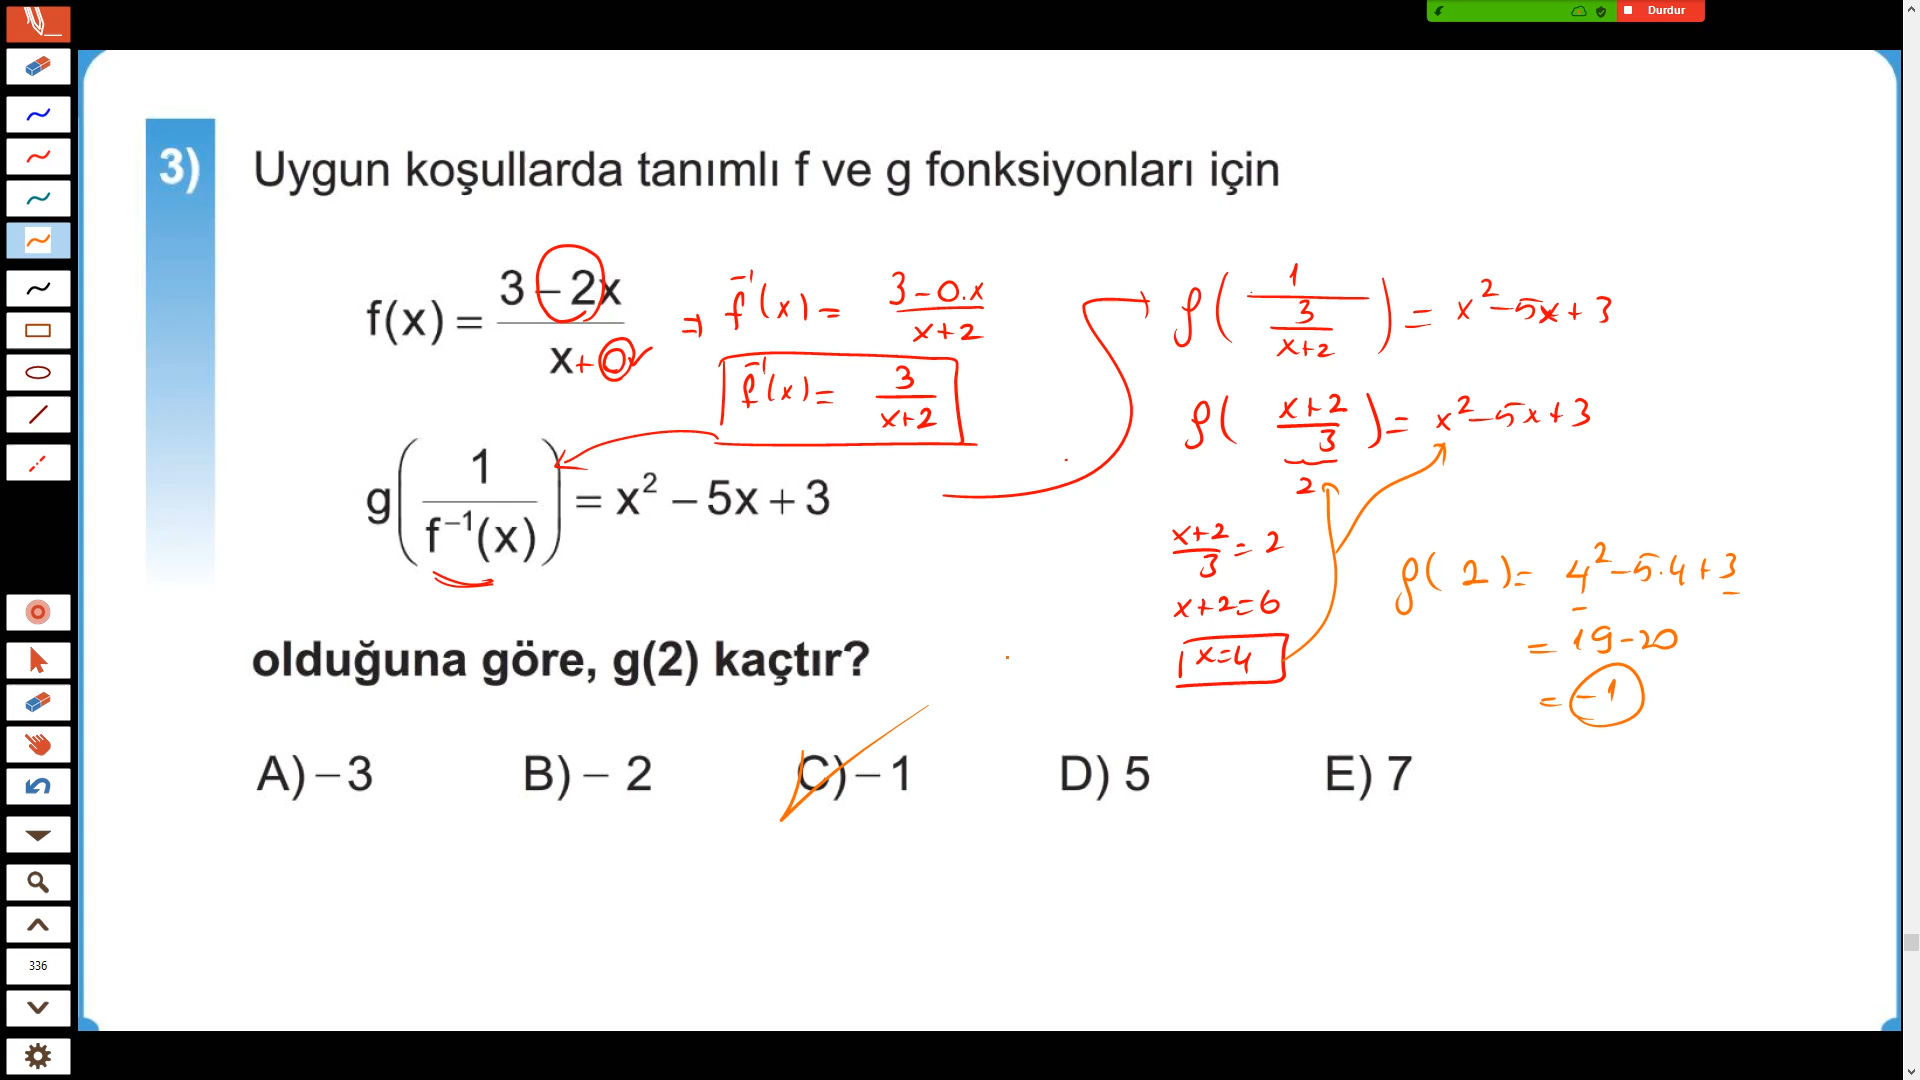 Durdur
3) Uygun koşullarda tanımlı f ve g fonksiyonları için
f(x) = (3 − 2x)/(x + 0) ⇒ f⁻¹(x) = (3 − 0.x)/(x+2)
f⁻¹(x) = 3/(x+2)
g(1/f⁻¹(x)) = x² − 5x + 3
g(1/(3/(x+2))) = x² − 5x + 3
g((x+2)/3) = x² − 5x + 3
2
(x+2)/3 = 2
x+2=6
x=4
g(2) = 4² − 5.4 + 3
= 19 − 20
= −1
olduğuna göre, g(2) kaçtır?
A) − 3 B) − 2 C) − 1 D) 5 E) 7
336